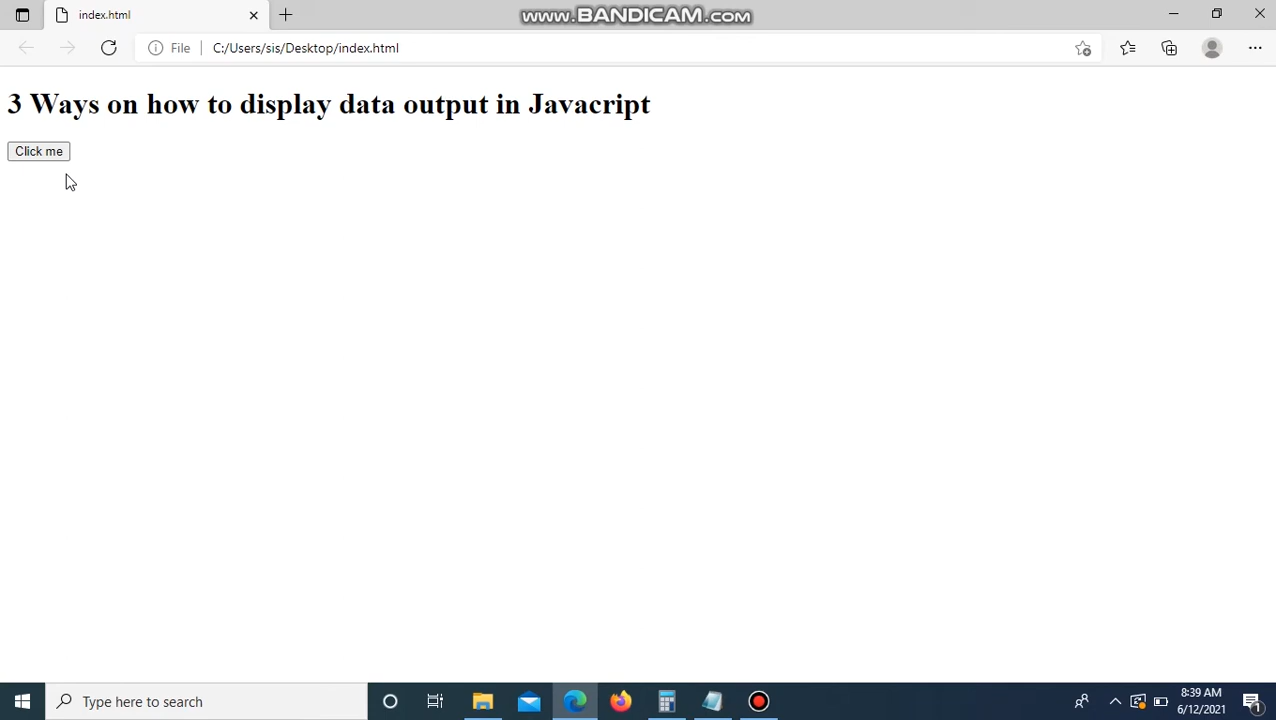 index.html
www.BANDICAM.com
File
C:/Users/sis/Desktop/index.html
3 Ways on how to display data output in Javacript
Click me
Type here to search
8:39 AM
6/12/2021
1